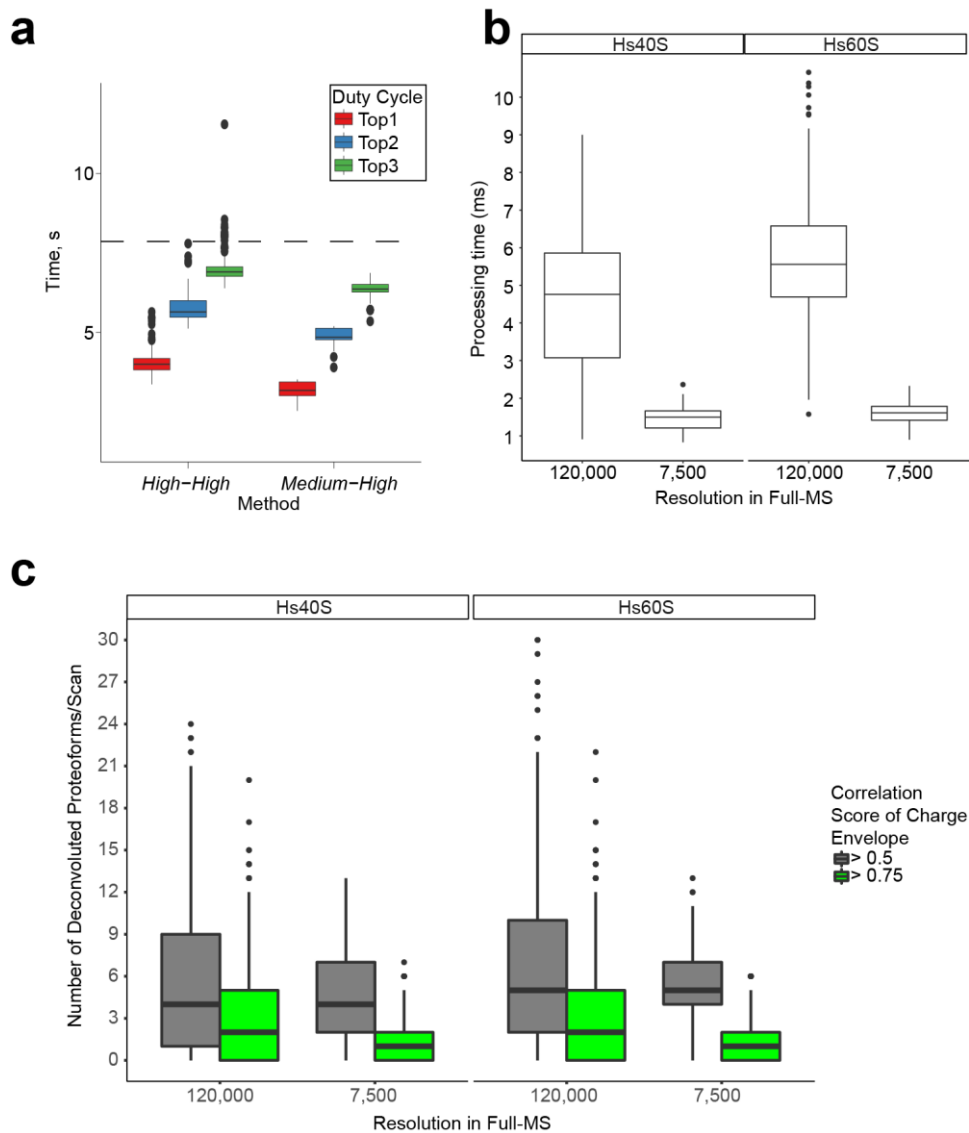 a
Duty Cycle
Top1
Top2
Top3
10
5
Time, s
High-High
Medium-High
Method
b
Hs40S
Hs60S
10
9
8
7
6
5
4
3
2
1
Processing time (ms)
120,000
7,500
120,000
7,500
Resolution in Full-MS
c
Hs40S
Hs60S
30
27
24
21
18
15
12
9
6
3
0
Number of Deconvoluted Proteoforms/Scan
120,000
7,500
120,000
7,500
Resolution in Full-MS
Correlation
Score of Charge
Envelope
> 0.5
> 0.75